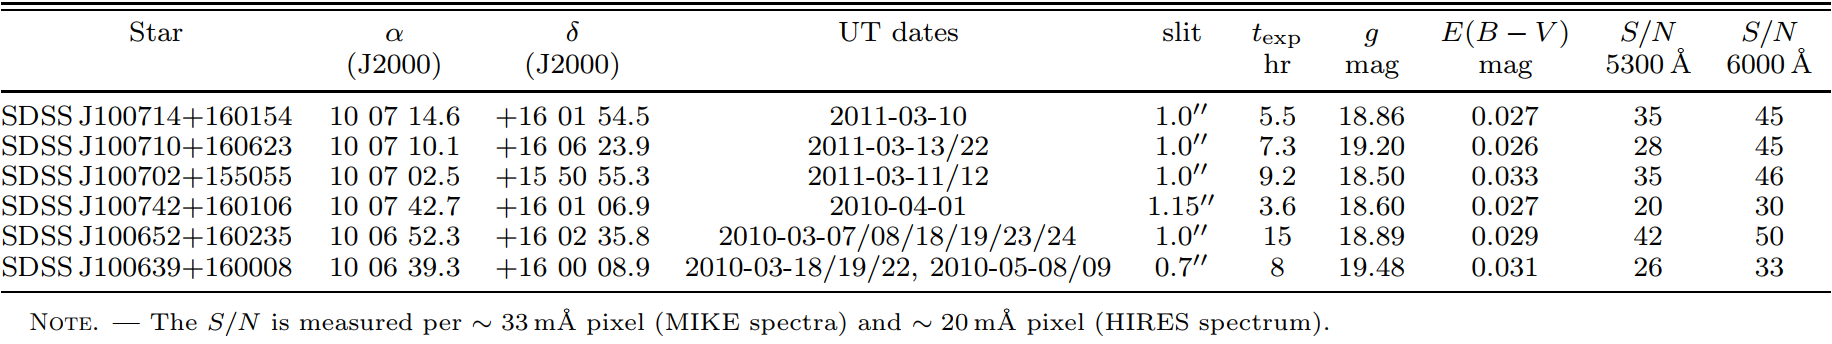 Star α δ UT dates slit t_exp g E(B − V) S/N S/N
(J2000) (J2000) hr mag mag 5300 Å 6000 Å
SDSS J100714+160154 10 07 14.6 +16 01 54.5 2011-03-10 1.0″ 5.5 18.86 0.027 35 45
SDSS J100710+160623 10 07 10.1 +16 06 23.9 2011-03-13/22 1.0″ 7.3 19.20 0.026 28 45
SDSS J100702+155055 10 07 02.5 +15 50 55.3 2011-03-11/12 1.0″ 9.2 18.50 0.033 35 46
SDSS J100742+160106 10 07 42.7 +16 01 06.9 2010-04-01 1.15″ 3.6 18.60 0.027 20 30
SDSS J100652+160235 10 06 52.3 +16 02 35.8 2010-03-07/08/18/19/23/24 1.0″ 15 18.89 0.029 42 50
SDSS J100639+160008 10 06 39.3 +16 00 08.9 2010-03-18/19/22, 2010-05-08/09 0.7″ 8 19.48 0.031 26 33
Note. — The S/N is measured per ∼ 33 mÅ pixel (MIKE spectra) and ∼ 20 mÅ pixel (HIRES spectrum).